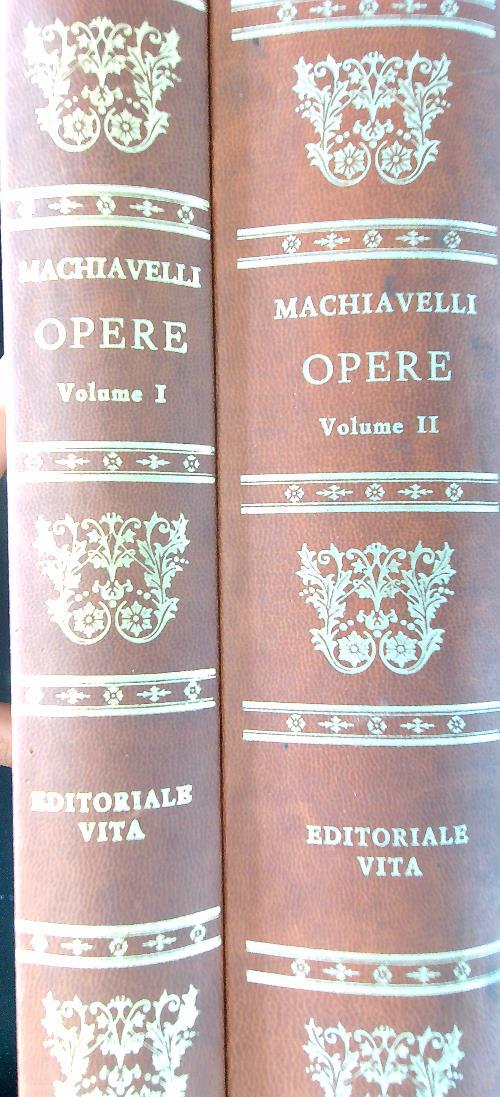 MACHIAVELLI
OPERE
Volume I
EDITORIALE
VITA
MACHIAVELLI
OPERE
Volume II
EDITORIALE
VITA